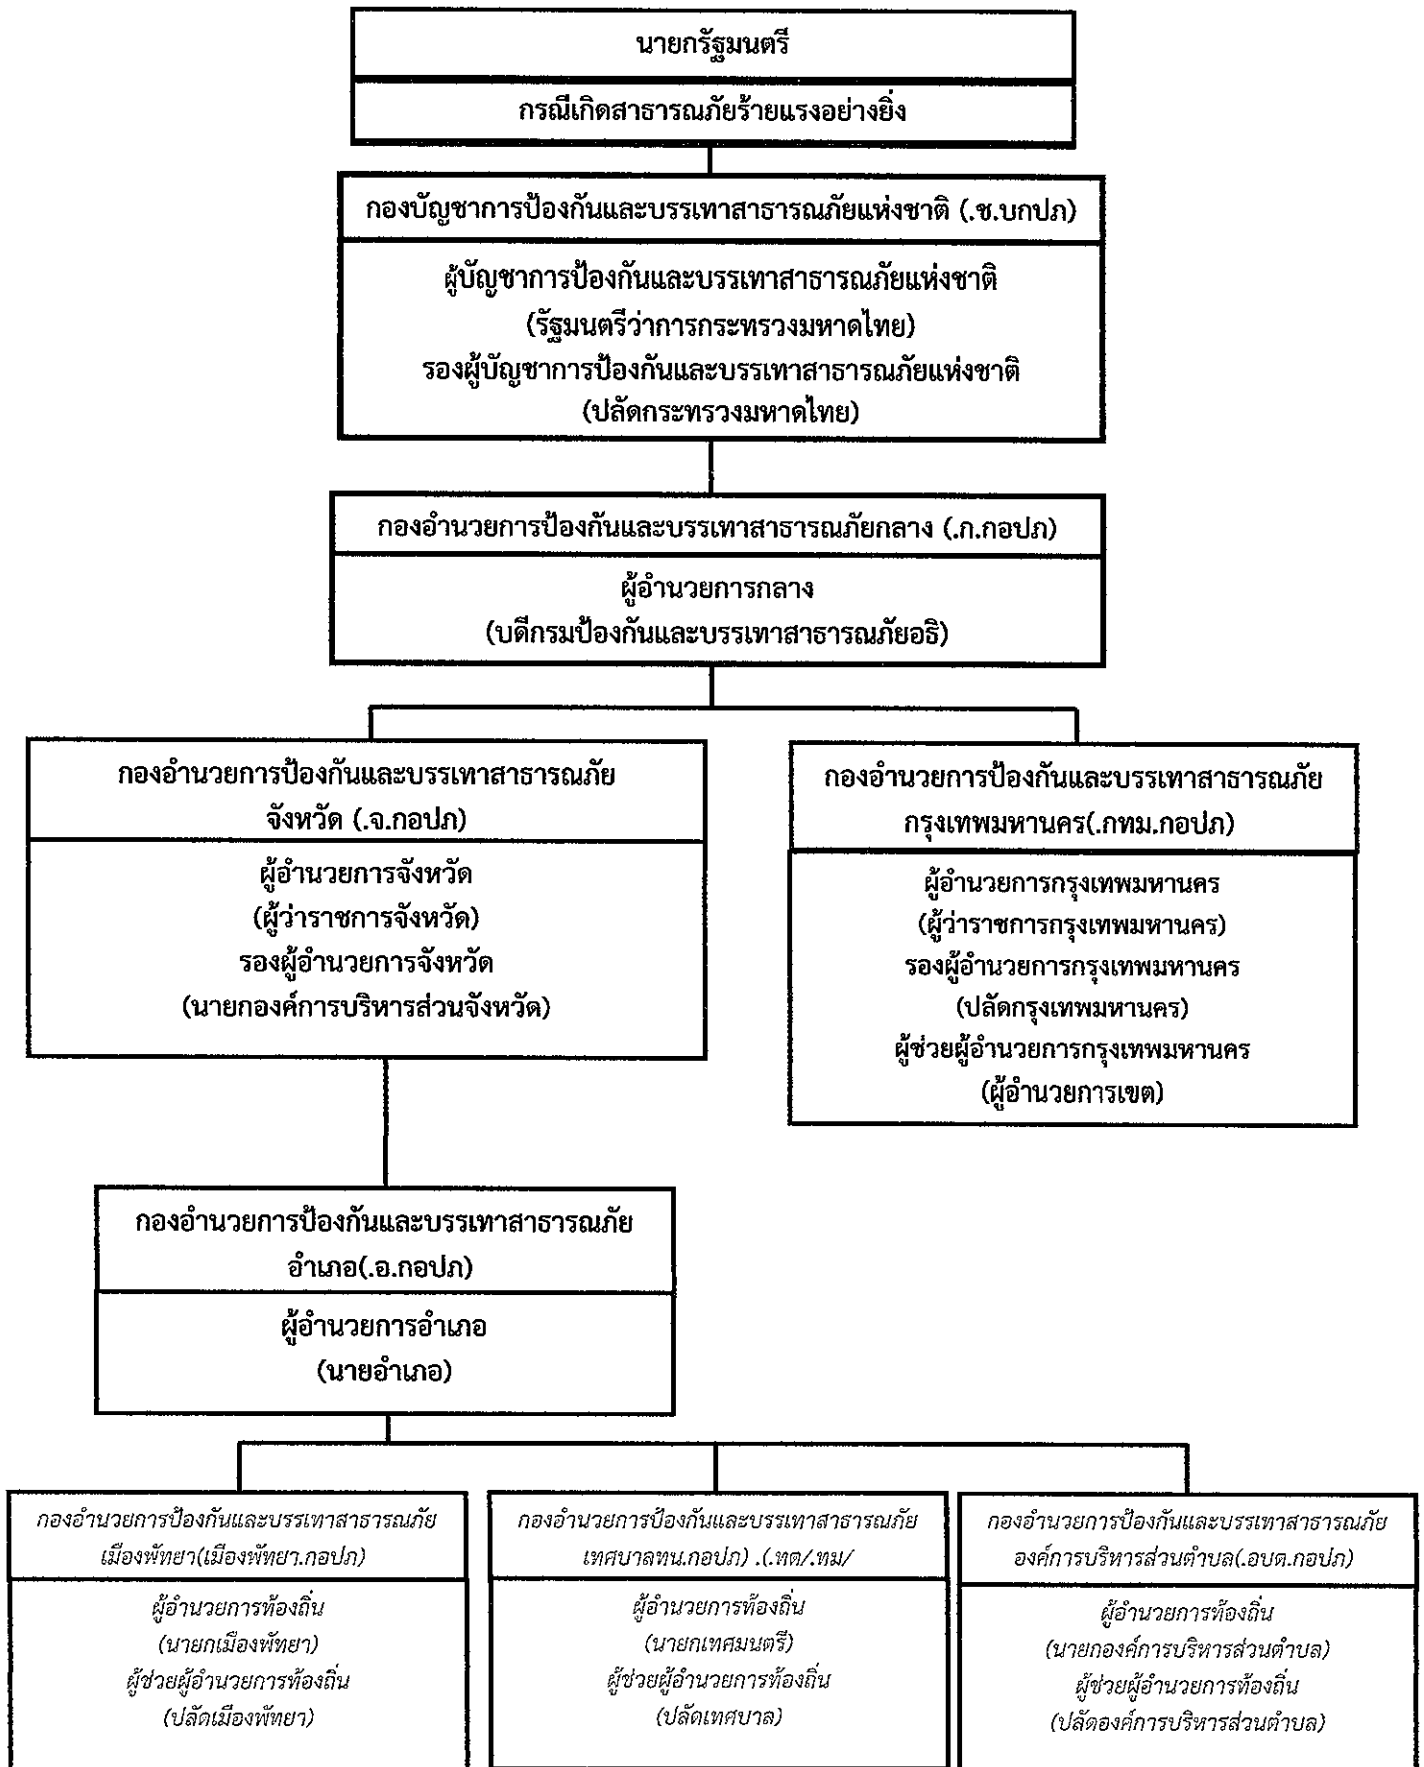 นายกรัฐมนตรี
กรณีเกิดสาธารณภัยร้ายแรงอย่างยิ่ง
กองบัญชาการป้องกันและบรรเทาสาธารณภัยแห่งชาติ (.ช.บกปภ)
ผู้บัญชาการป้องกันและบรรเทาสาธารณภัยแห่งชาติ
(รัฐมนตรีว่าการกระทรวงมหาดไทย)
รองผู้บัญชาการป้องกันและบรรเทาสาธารณภัยแห่งชาติ
(ปลัดกระทรวงมหาดไทย)
กองอำนวยการป้องกันและบรรเทาสาธารณภัยกลาง (.ก.กอปภ)
ผู้อำนวยการกลาง
(บดีกรมป้องกันและบรรเทาสาธารณภัยอธิ)
กองอำนวยการป้องกันและบรรเทาสาธารณภัย
จังหวัด (.จ.กอปภ)
ผู้อำนวยการจังหวัด
(ผู้ว่าราชการจังหวัด)
รองผู้อำนวยการจังหวัด
(นายกองค์การบริหารส่วนจังหวัด)
กองอำนวยการป้องกันและบรรเทาสาธารณภัย
กรุงเทพมหานคร(.กทม.กอปภ)
ผู้อำนวยการกรุงเทพมหานคร
(ผู้ว่าราชการกรุงเทพมหานคร)
รองผู้อำนวยการกรุงเทพมหานคร
(ปลัดกรุงเทพมหานคร)
ผู้ช่วยผู้อำนวยการกรุงเทพมหานคร
(ผู้อำนวยการเขต)
กองอำนวยการป้องกันและบรรเทาสาธารณภัย
อำเภอ(.อ.กอปภ)
ผู้อำนวยการอำเภอ
(นายอำเภอ)
กองอำนวยการป้องกันและบรรเทาสาธารณภัย
เมืองพัทยา(เมืองพัทยา.กอปภ)
ผู้อำนวยการท้องถิ่น
(นายกเมืองพัทยา)
ผู้ช่วยผู้อำนวยการท้องถิ่น
(ปลัดเมืองพัทยา)
กองอำนวยการป้องกันและบรรเทาสาธารณภัย
เทศบาลทน.กอปภ) .(.ทต/.ทม/
ผู้อำนวยการท้องถิ่น
(นายกเทศมนตรี)
ผู้ช่วยผู้อำนวยการท้องถิ่น
(ปลัดเทศบาล)
กองอำนวยการป้องกันและบรรเทาสาธารณภัย
องค์การบริหารส่วนตำบล(.อบต.กอปภ)
ผู้อำนวยการท้องถิ่น
(นายกองค์การบริหารส่วนตำบล)
ผู้ช่วยผู้อำนวยการท้องถิ่น
(ปลัดองค์การบริหารส่วนตำบล)